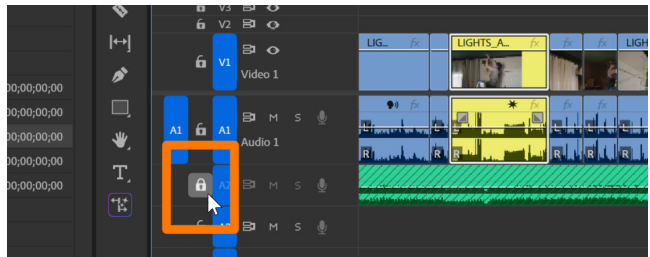 V3
V2
LIG... fx LIGHTS_A... fx fx fx LIGH
V1
Video 1
00;00;00;00
00;00;00;00
fx fx fx
A1 A1 M S L L L L L
00;00;00;00
Audio 1
R R R R R
00;00;00;00
T
A2 M S
00;00;00;00
M S